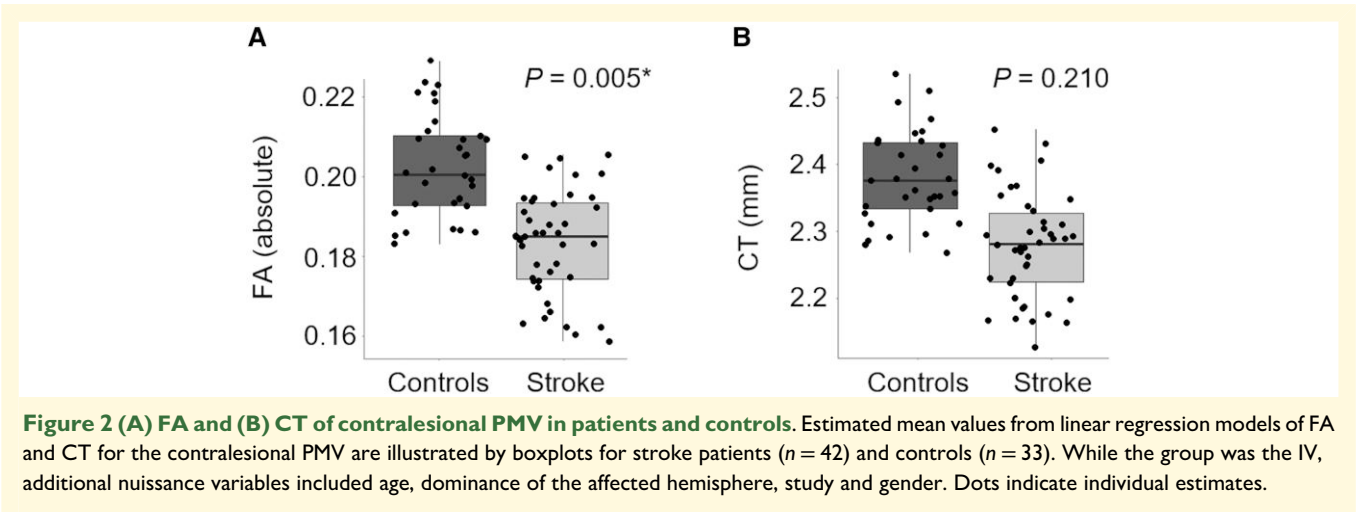 A
P = 0.005*
FA (absolute)
0.22
0.20
0.18
0.16
Controls Stroke
B
P = 0.210
CT (mm)
2.5
2.4
2.3
2.2
Controls Stroke
Figure 2 (A) FA and (B) CT of contralesional PMV in patients and controls. Estimated mean values from linear regression models of FA
and CT for the contralesional PMV are illustrated by boxplots for stroke patients (n = 42) and controls (n = 33). While the group was the IV,
additional nuissance variables included age, dominance of the affected hemisphere, study and gender. Dots indicate individual estimates.